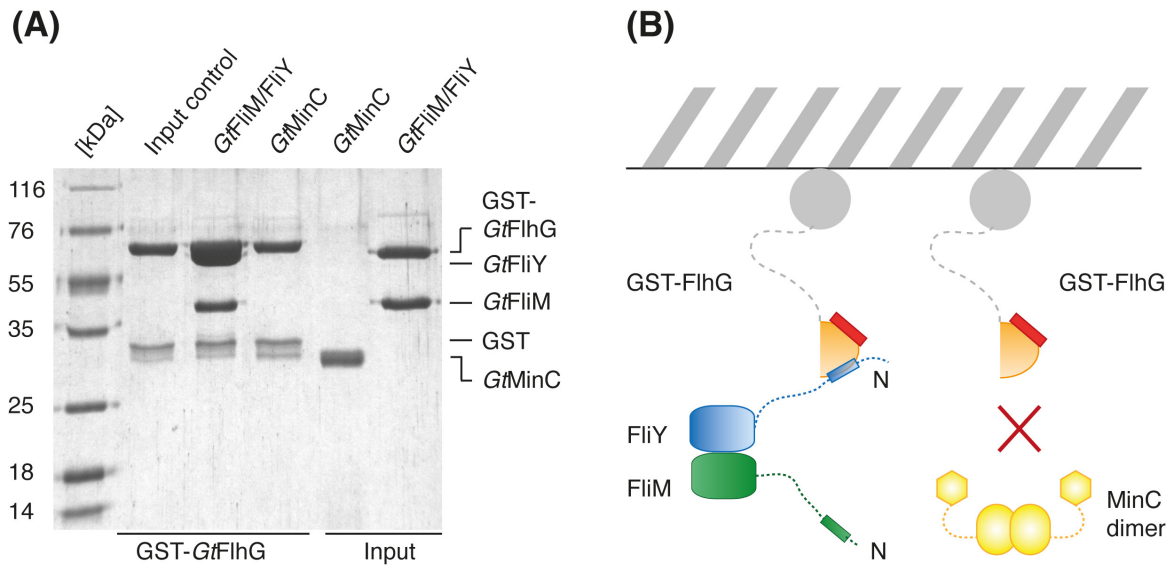 (A)
[kDa]
Input control
GtFliM/FliY
GtMinC
GtMinC
GtFliM/FliY
116
76
55
35
25
18
14
GST-
GtFlhG
GtFliY
GtFliM
GST
GtMinC
GST-GtFlhG
Input
(B)
GST-FlhG
GST-FlhG
N
FliY
FliM
N
MinC
dimer